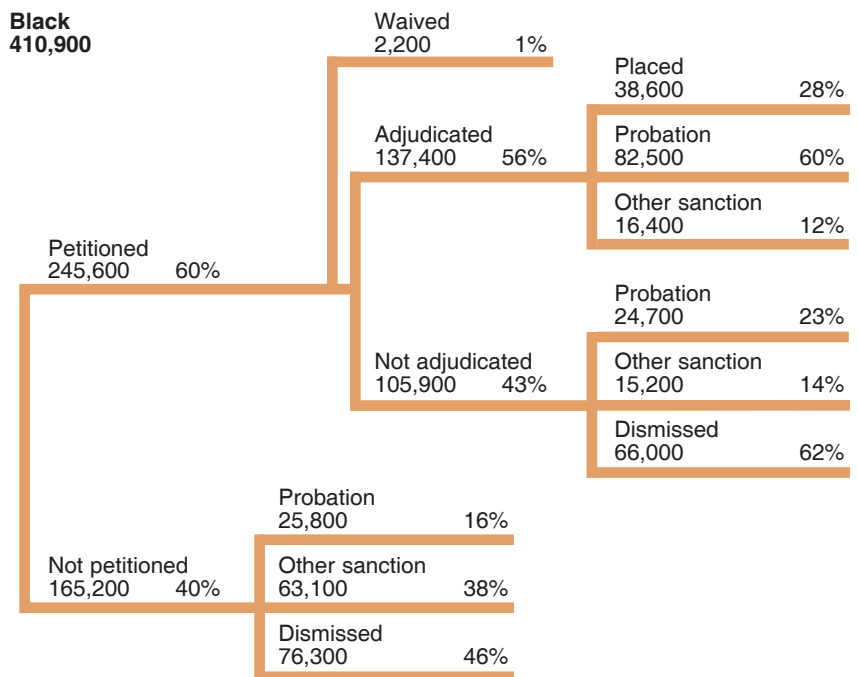 Black
410,900
Waived
2,200 1%
Placed
38,600 28%
Adjudicated
137,400 56%
Probation
82,500 60%
Other sanction
16,400 12%
Petitioned
245,600 60%
Probation
24,700 23%
Not adjudicated
105,900 43%
Other sanction
15,200 14%
Dismissed
66,000 62%
Probation
25,800 16%
Not petitioned
165,200 40%
Other sanction
63,100 38%
Dismissed
76,300 46%